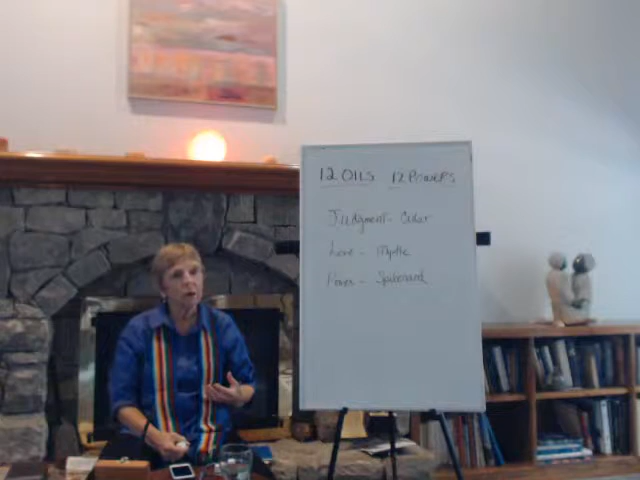 12 OILS 12 Powers
Judgment - Cedar
Love - Myrtle
Power - Spikenard